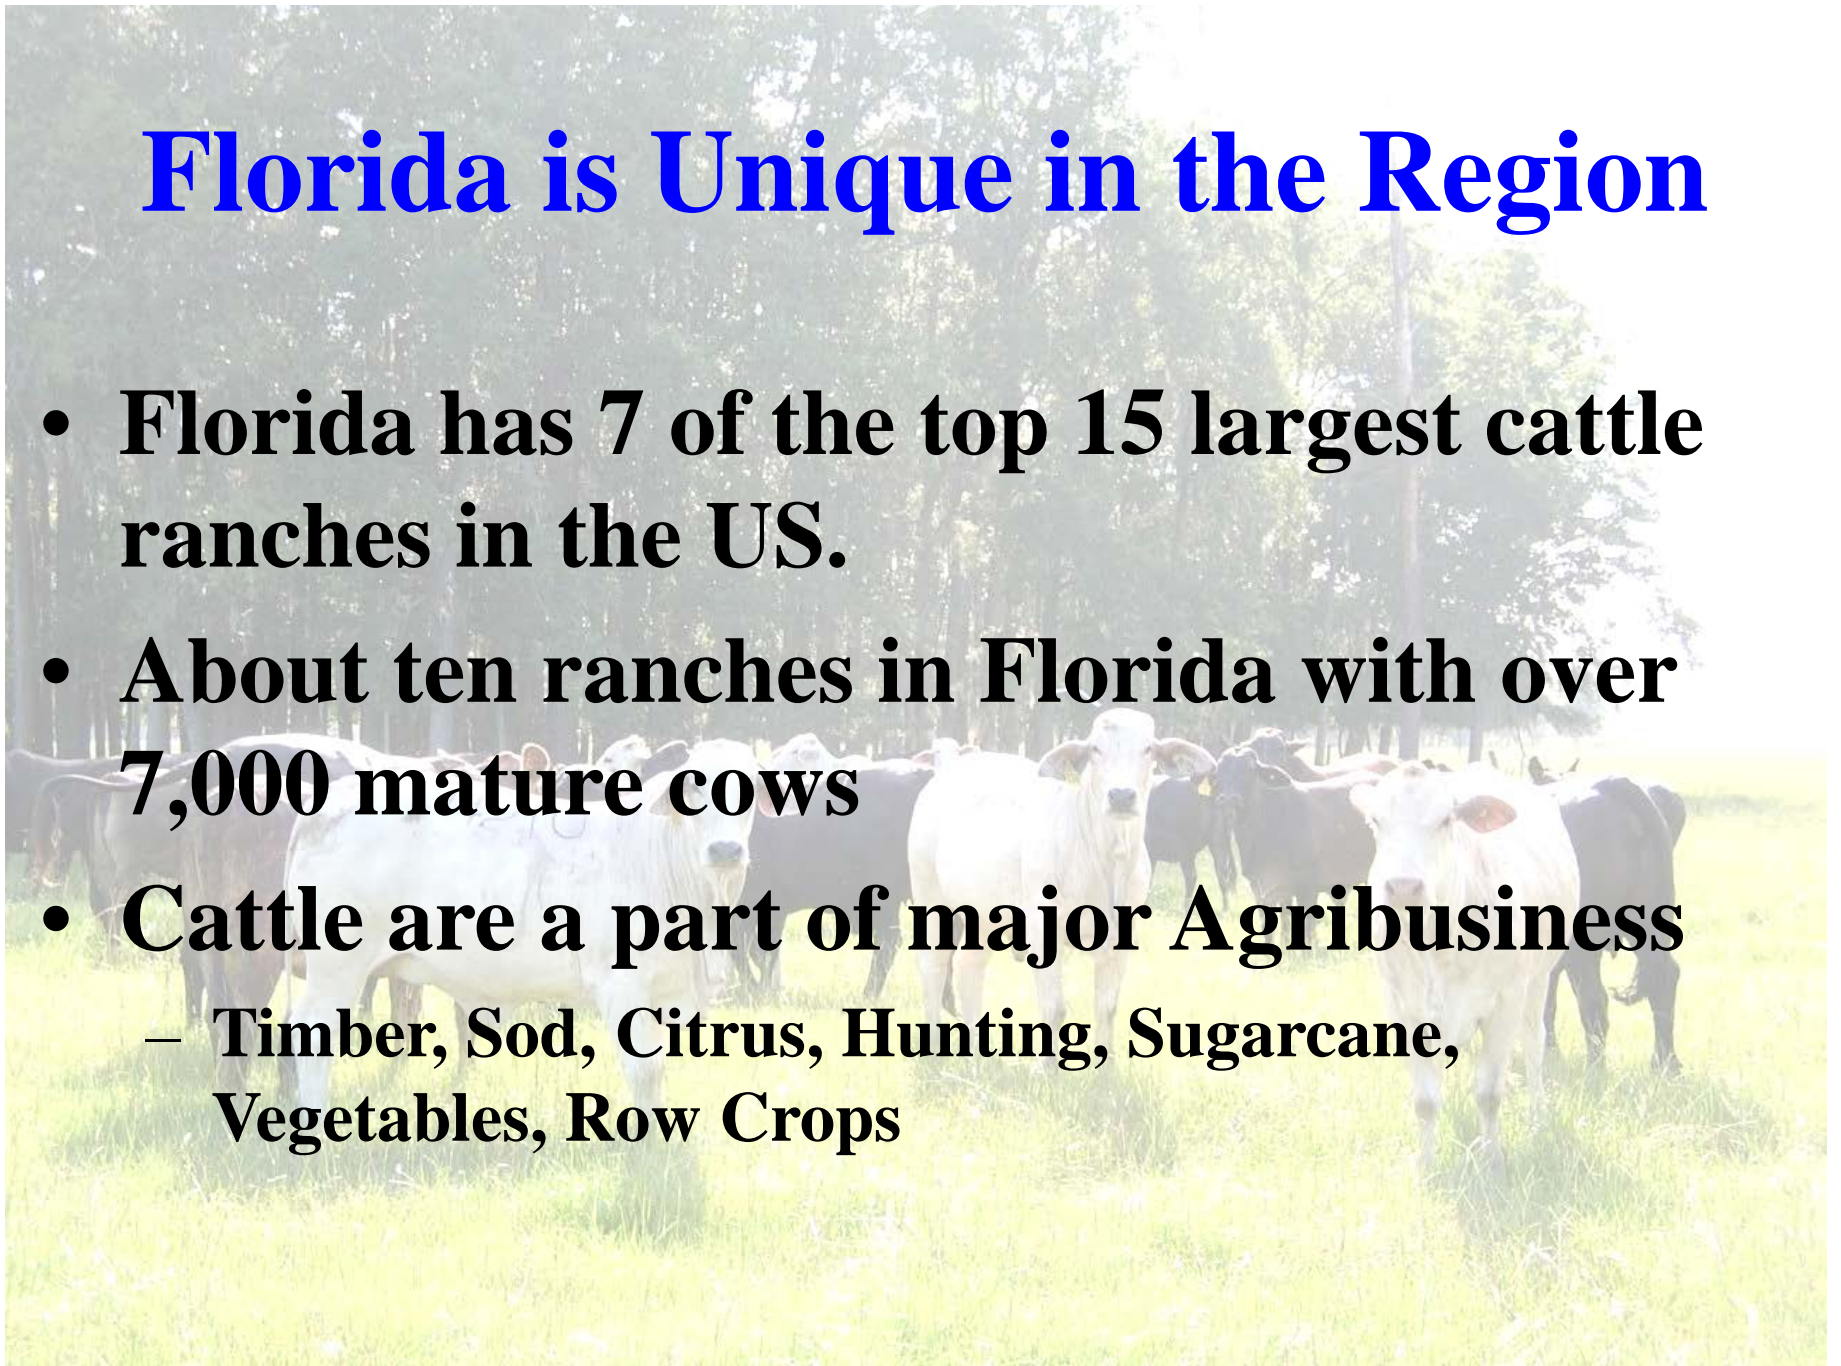 Florida is Unique in the Region
• Florida has 7 of the top 15 largest cattle
ranches in the US.
• About ten ranches in Florida with over
7,000 mature cows
• Cattle are a part of major Agribusiness
– Timber, Sod, Citrus, Hunting, Sugarcane,
Vegetables, Row Crops